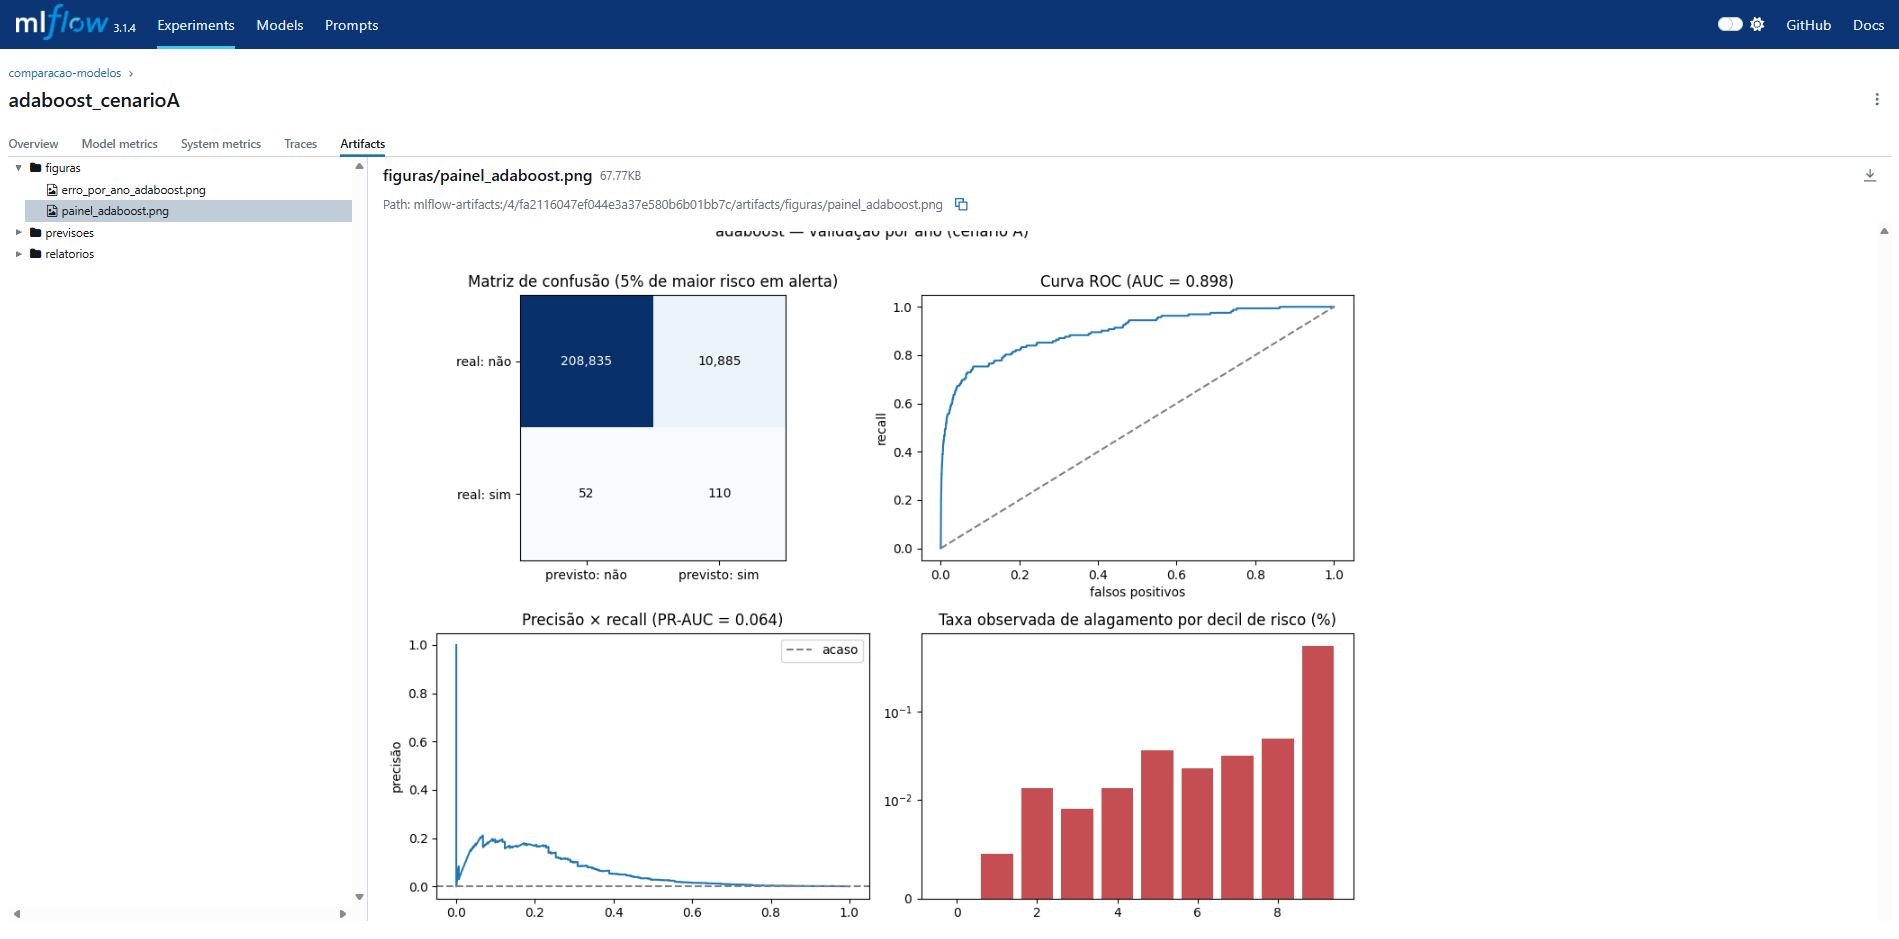 mlflow 3.1.4 Experiments Models Prompts GitHub Docs
comparacao-modelos ›
adaboost_cenarioA
Overview Model metrics System metrics Traces Artifacts
figuras
erro_por_ano_adaboost.png
painel_adaboost.png
previsoes
relatorios
figuras/painel_adaboost.png 67.77KB
Path: mlflow-artifacts:/4/fa2116047ef044e3a37e580b6b01bb7c/artifacts/figuras/painel_adaboost.png
adaboost — validação por ano (cenário A)
Matriz de confusão (5% de maior risco em alerta)
real: não
208,835 10,885
real: sim
52 110
previsto: não previsto: sim
Curva ROC (AUC = 0.898)
1.0
0.8
0.6
0.4
0.2
0.0
recall
0.0 0.2 0.4 0.6 0.8 1.0
falsos positivos
Precisão × recall (PR-AUC = 0.064)
acaso
1.0
0.8
0.6
0.4
0.2
0.0
precisão
0.0 0.2 0.4 0.6 0.8 1.0
Taxa observada de alagamento por decil de risco (%)
10⁻¹
10⁻²
0
0 2 4 6 8